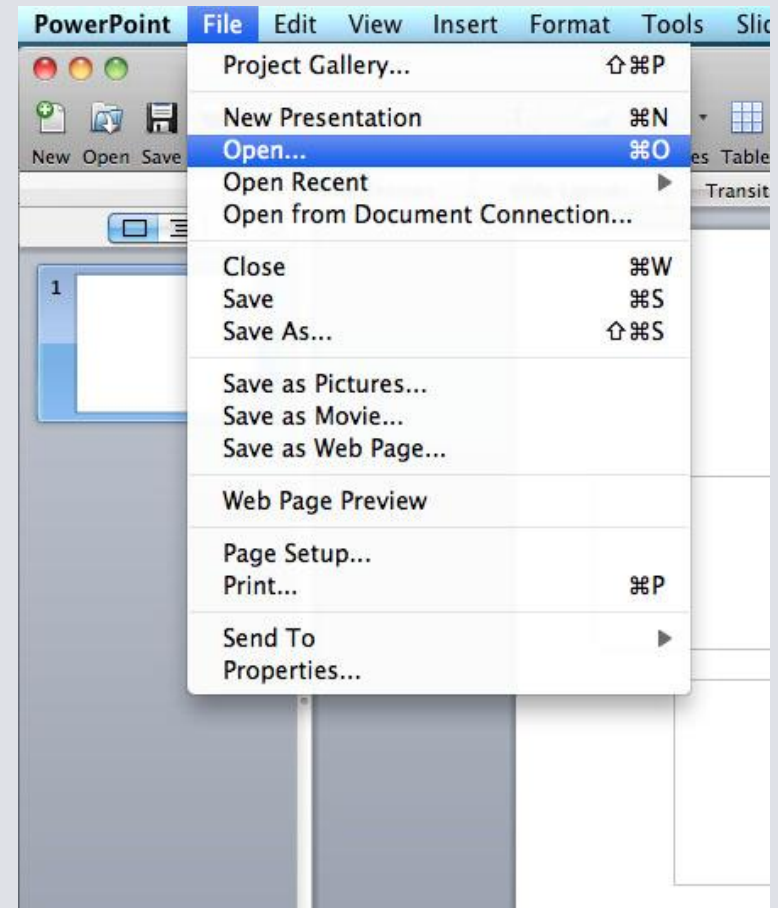 PowerPoint File Edit View Insert Format Tools Slid
Project Gallery... ⇧⌘P
New Presentation ⌘N
Open... ⌘O
Open Recent ▶
Open from Document Connection...
Close ⌘W
Save ⌘S
Save As... ⇧⌘S
Save as Pictures...
Save as Movie...
Save as Web Page...
Web Page Preview
Page Setup...
Print... ⌘P
Send To ▶
Properties...
New Open Save es Table
Transit
1